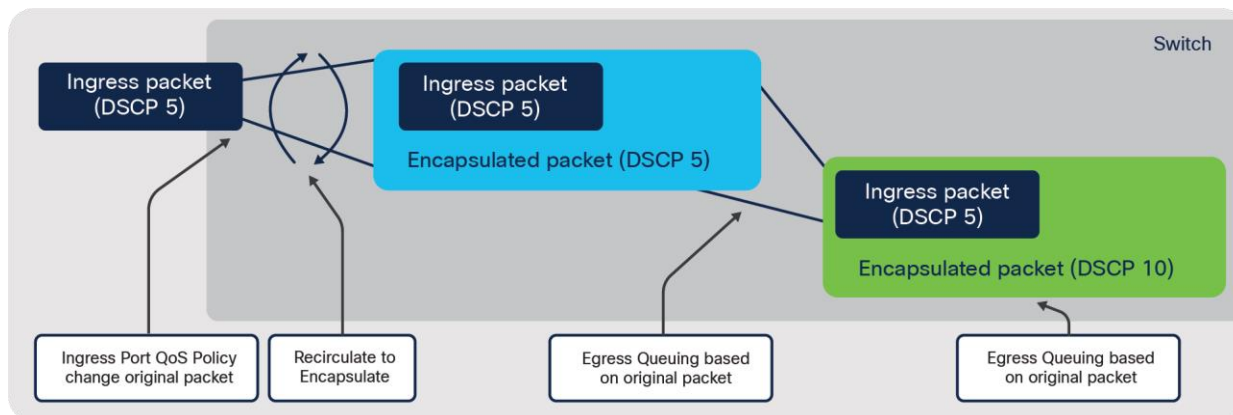 Switch
Ingress packet
(DSCP 5)
Ingress packet
(DSCP 5)
Encapsulated packet (DSCP 5)
Ingress packet
(DSCP 5)
Encapsulated packet (DSCP 10)
Ingress Port QoS Policy
change original packet
Recirculate to
Encapsulate
Egress Queuing based
on original packet
Egress Queuing based
on original packet